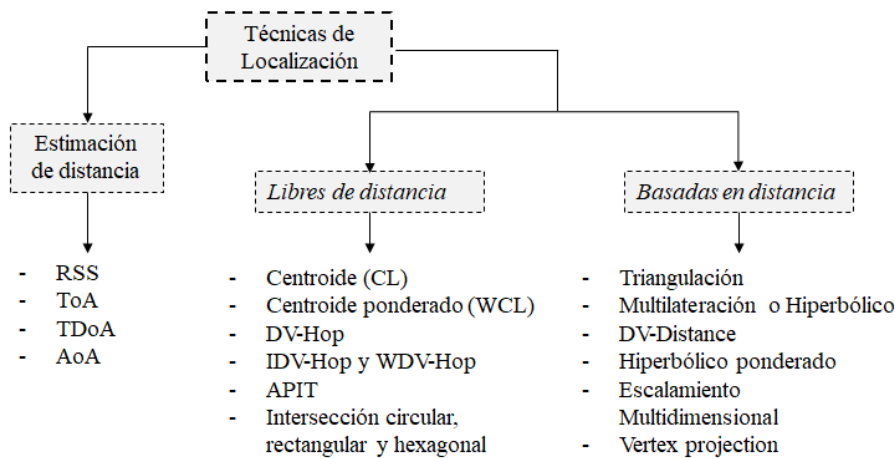 Técnicas de
Localización
Estimación
de distancia
Libres de distancia
Basadas en distancia
- RSS
- ToA
- TDoA
- AoA
- Centroide (CL)
- Centroide ponderado (WCL)
- DV-Hop
- IDV-Hop y WDV-Hop
- APIT
- Intersección circular,
rectangular y hexagonal
- Triangulación
- Multilateración o Hiperbólico
- DV-Distance
- Hiperbólico ponderado
- Escalamiento
Multidimensional
- Vertex projection